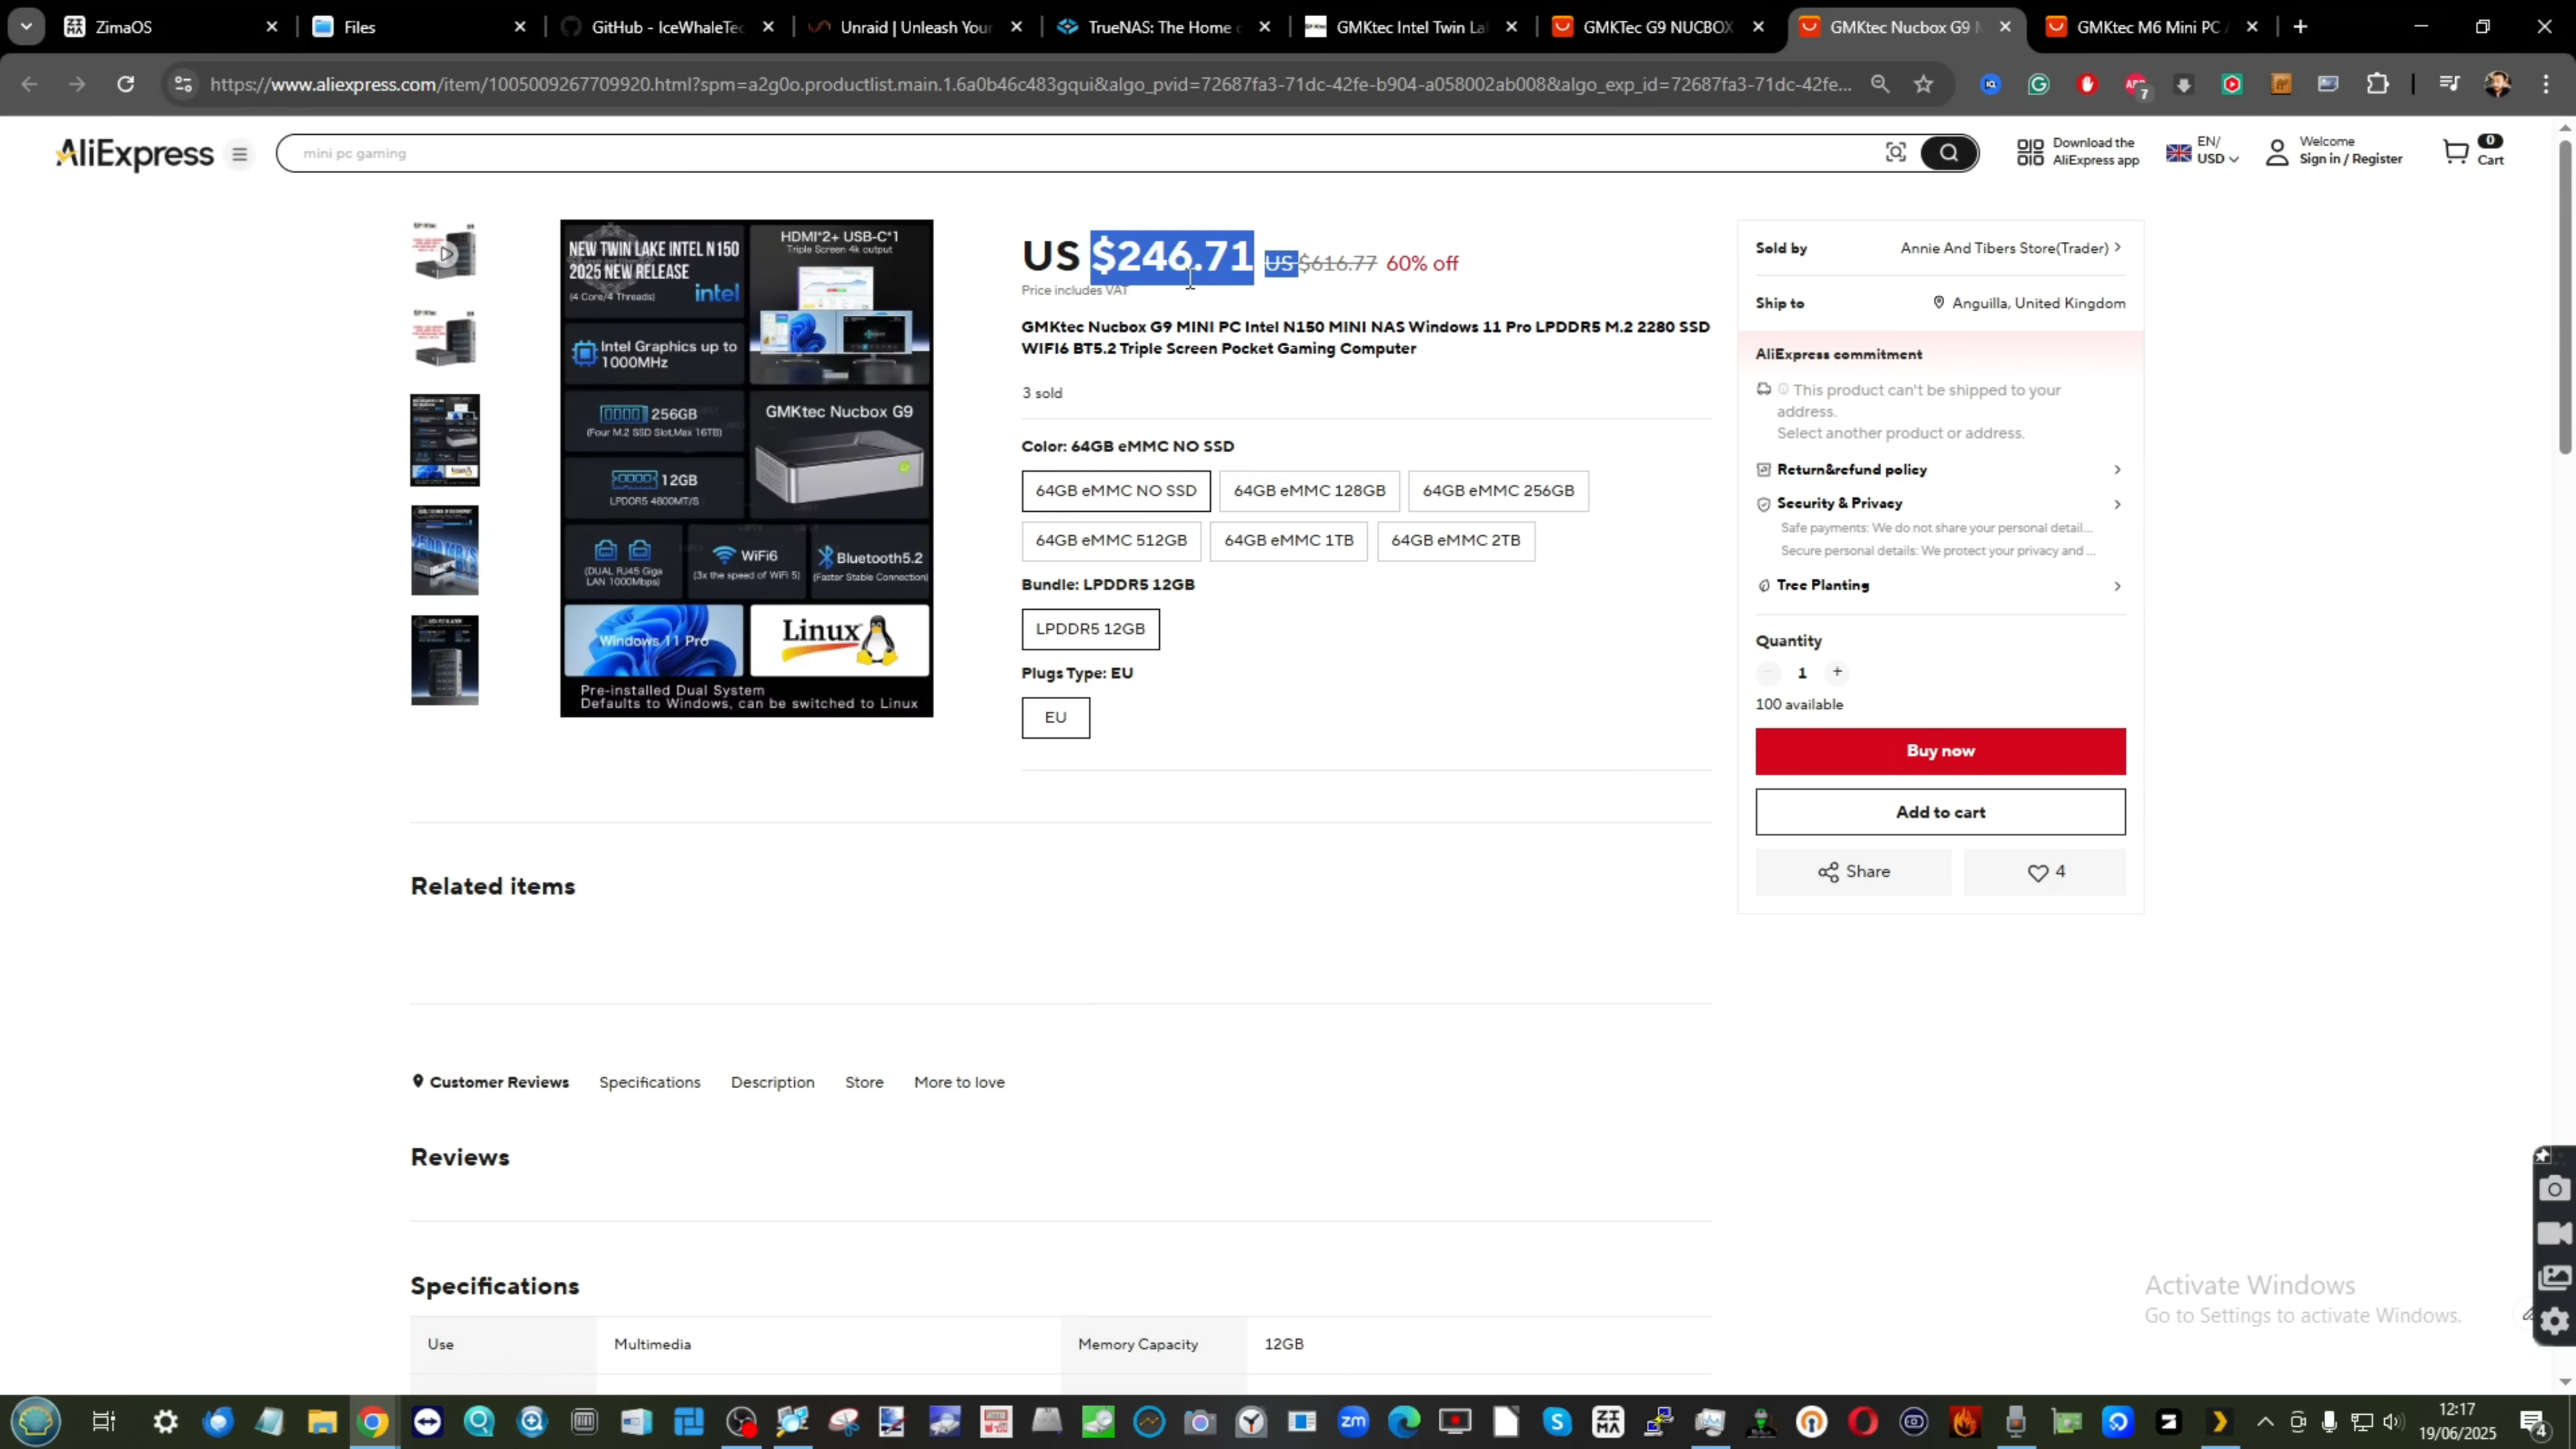 ZimaOS
Files
GitHub - IceWhaleTec
Unraid | Unleash Your
TrueNAS: The Home o
GMKtec Intel Twin La
GMKTec G9 NUCBOX
GMKtec Nucbox G9 M
GMKtec M6 Mini PC A
https://www.aliexpress.com/item/1005009267709920.html?spm=a2g0o.productlist.main.1.6a0b46c483gqui&algo_pvid=72687fa3-71dc-42fe-b904-a058002ab008&algo_exp_id=72687fa3-71dc-42fe...
7
AliExpress
mini pc gaming
Download the
AliExpress app
EN/
USD
Welcome
Sign in / Register
0
Cart
NEW TWIN LAKE INTEL N150
2025 NEW RELEASE
(4 Core/4 Threads)
intel
HDMI*2+ USB-C*1
Triple Screen 4k output
Intel Graphics up to
1000MHz
256GB
(Four M.2 SSD Slot,Max 16TB)
GMKtec Nucbox G9
12GB
LPDDR5 4800MT/S
(DUAL RJ45 Giga
LAN 1000Mbps)
WiFi6
(3x the speed of WiFi 5)
Bluetooth5.2
(Faster Stable Connection)
Windows 11 Pro
Linux
Pre-installed Dual System
Defaults to Windows, can be switched to Linux
US $246.71 US $616.77 60% off
Price includes VAT
GMKtec Nucbox G9 MINI PC Intel N150 MINI NAS Windows 11 Pro LPDDR5 M.2 2280 SSD
WIFI6 BT5.2 Triple Screen Pocket Gaming Computer
3 sold
Color: 64GB eMMC NO SSD
64GB eMMC NO SSD
64GB eMMC 128GB
64GB eMMC 256GB
64GB eMMC 512GB
64GB eMMC 1TB
64GB eMMC 2TB
Bundle: LPDDR5 12GB
LPDDR5 12GB
Plugs Type: EU
EU
Sold by
Annie And Tibers Store(Trader)
Ship to
Anguilla, United Kingdom
AliExpress commitment
This product can't be shipped to your
address.
Select another product or address.
Return&refund policy
Security & Privacy
Safe payments: We do not share your personal detail...
Secure personal details: We protect your privacy and ...
Tree Planting
Quantity
1
100 available
Buy now
Add to cart
Share
4
Related items
Customer Reviews
Specifications
Description
Store
More to love
Reviews
Specifications
Use
Multimedia
Memory Capacity
12GB
Activate Windows
Go to Settings to activate Windows.
zm
ZI
MA
12:17
19/06/2025
4